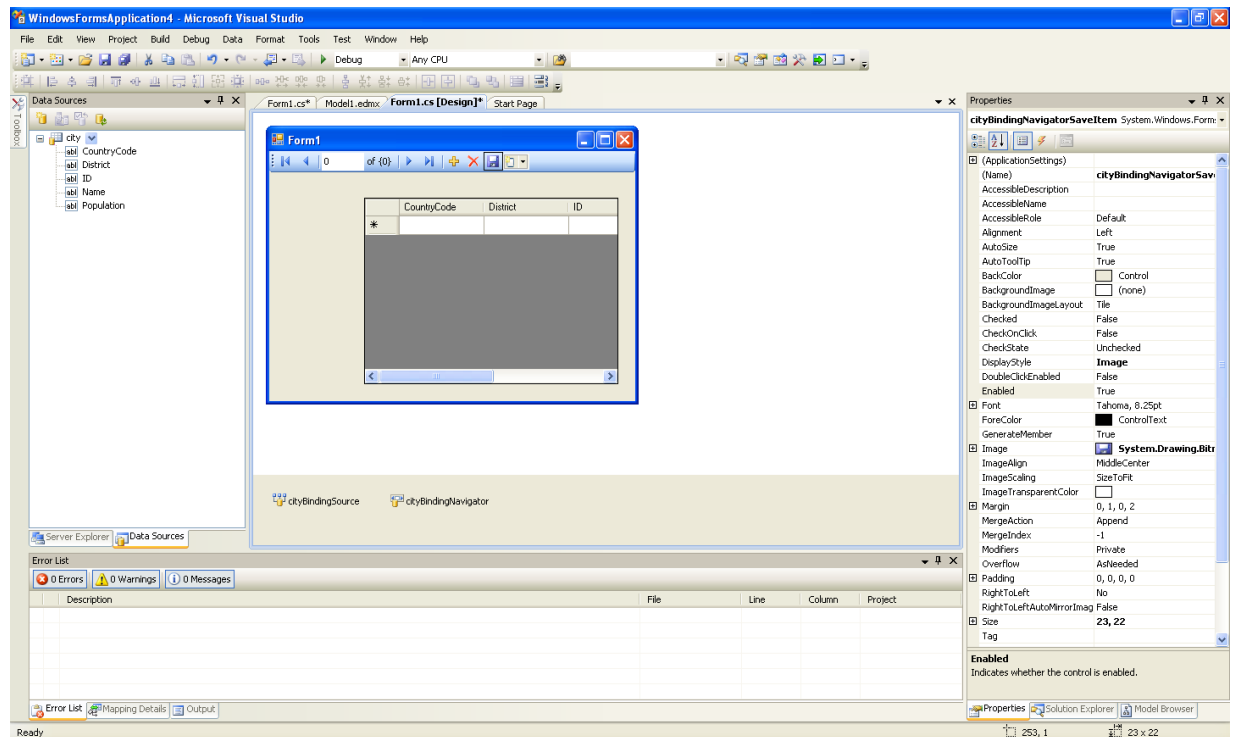 WindowsFormsApplication4 - Microsoft Visual Studio
File Edit View Project Build Debug Data Format Tools Test Window Help
Debug Any CPU
Data Sources
Toolbox
city
CountryCode
District
ID
Name
Population
Server Explorer Data Sources
Form1.cs* Model1.edmx Form1.cs [Design]* Start Page
Form1
0 of {0}
CountryCode District ID
cityBindingSource cityBindingNavigator
Properties
cityBindingNavigatorSaveItem System.Windows.Form
(ApplicationSettings)
(Name) cityBindingNavigatorSav
AccessibleDescription
AccessibleName
AccessibleRole Default
Alignment Left
AutoSize True
AutoToolTip True
BackColor Control
BackgroundImage (none)
BackgroundImageLayout Tile
Checked False
CheckOnClick False
CheckState Unchecked
DisplayStyle Image
DoubleClickEnabled False
Enabled True
Font Tahoma, 8.25pt
ForeColor ControlText
GenerateMember True
Image System.Drawing.Bitr
ImageAlign MiddleCenter
ImageScaling SizeToFit
ImageTransparentColor
Margin 0, 1, 0, 2
MergeAction Append
MergeIndex -1
Modifiers Private
Overflow AsNeeded
Padding 0, 0, 0, 0
RightToLeft No
RightToLeftAutoMirrorImag False
Size 23, 22
Tag
Enabled
Indicates whether the control is enabled.
Properties Solution Explorer Model Browser
Error List
0 Errors 0 Warnings 0 Messages
Description File Line Column Project
Error List Mapping Details Output
Ready 253, 1 23 x 22